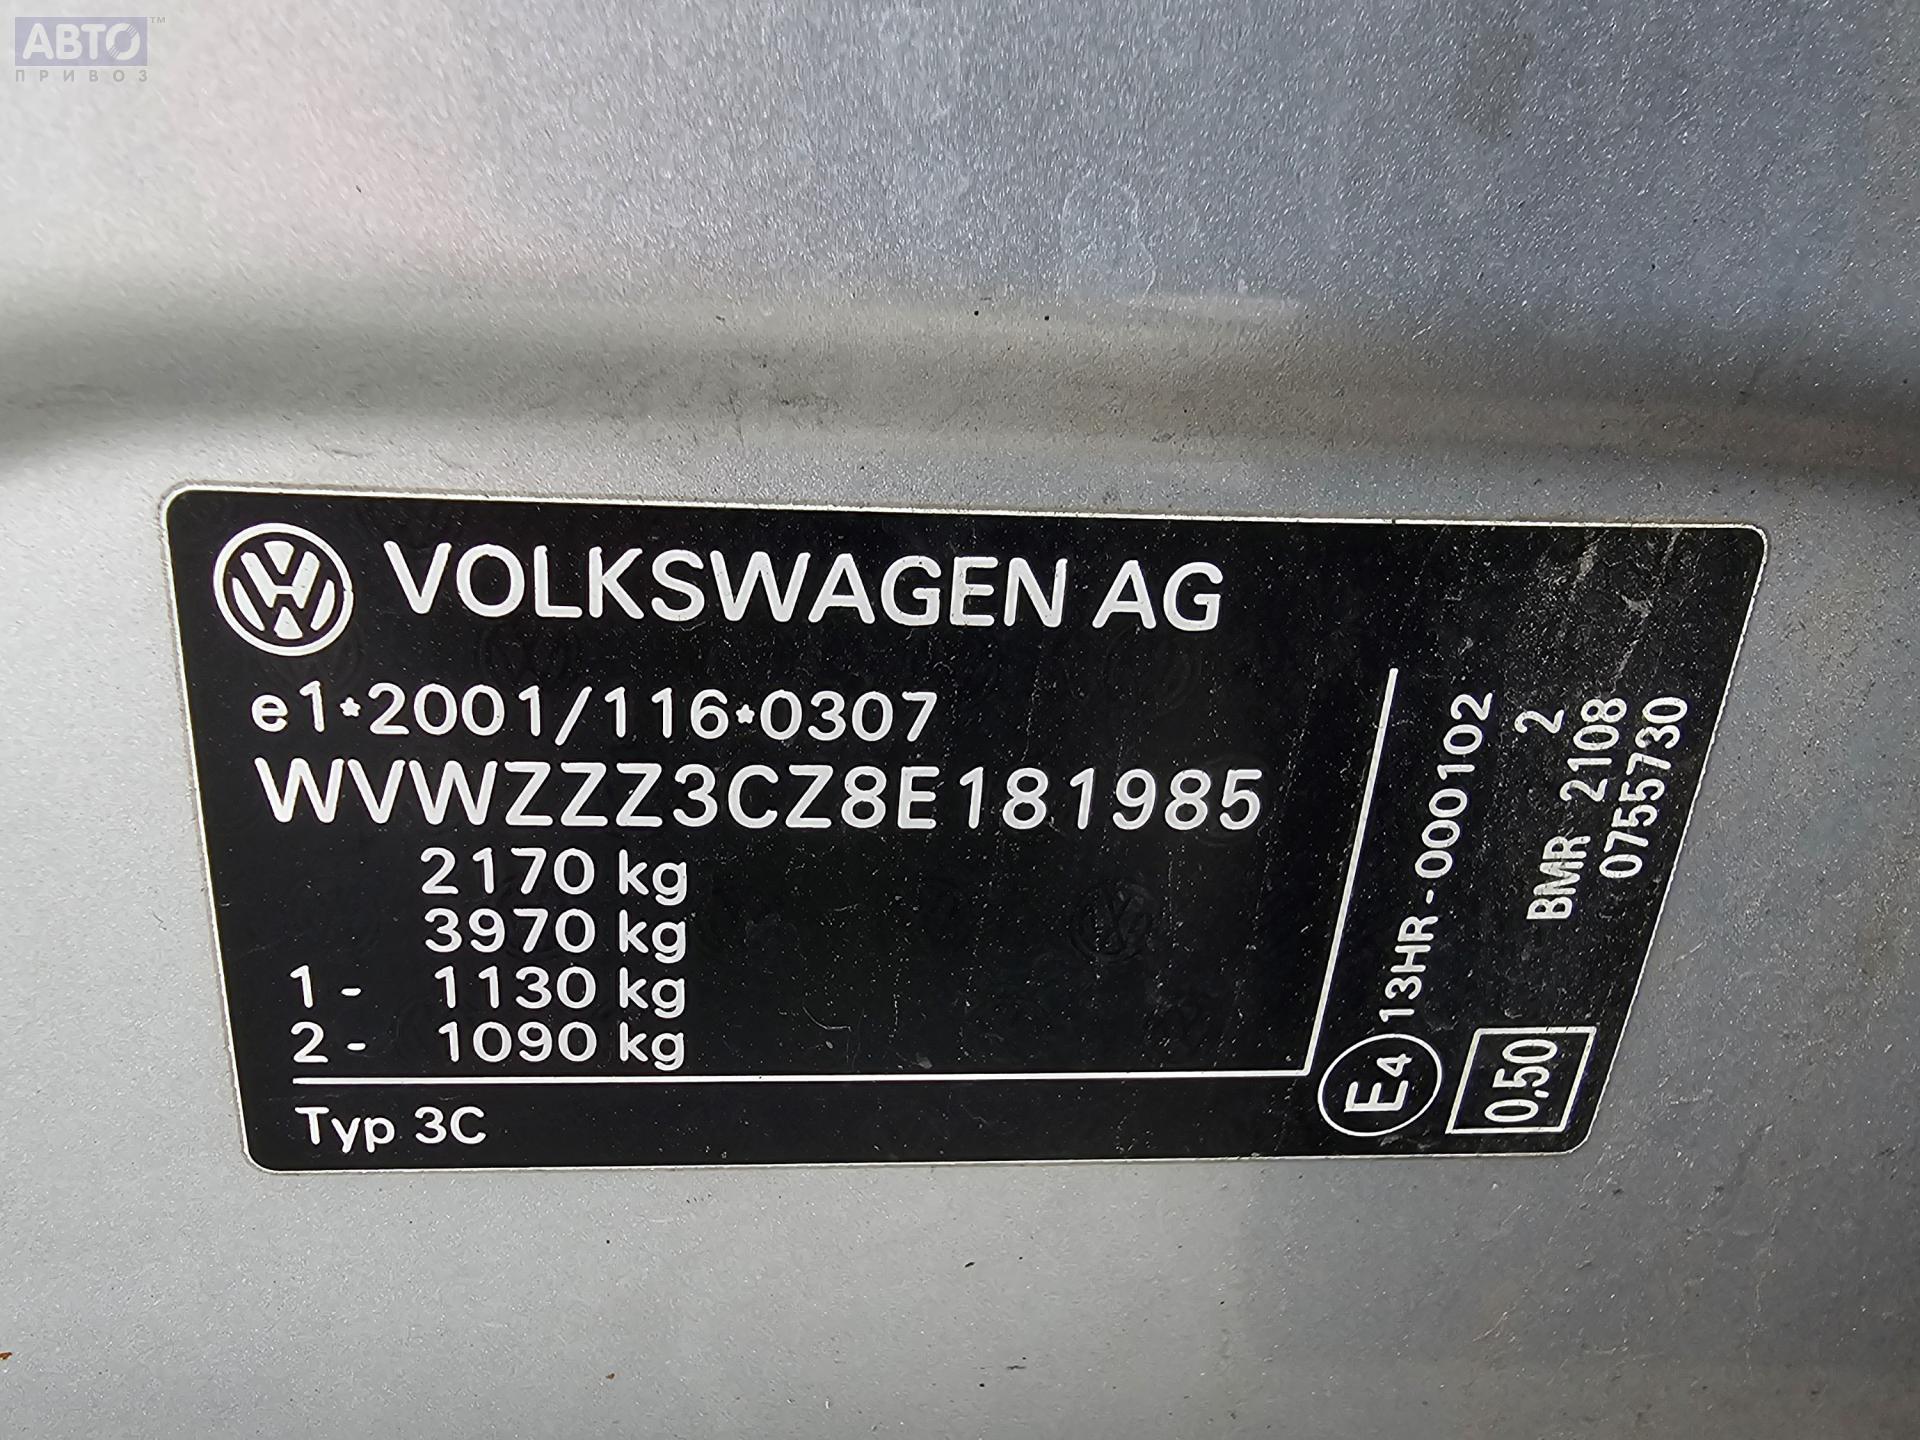 АВТО™
ПРИВОЗ
VOLKSWAGEN AG
e1*2001/116*0307
WVWZZZ3CZ8E181985
2170 kg
3970 kg
1- 1130 kg
2- 1090 kg
Typ 3C
E4 13HR-000102
0,50
BMR 2
2108
0755730